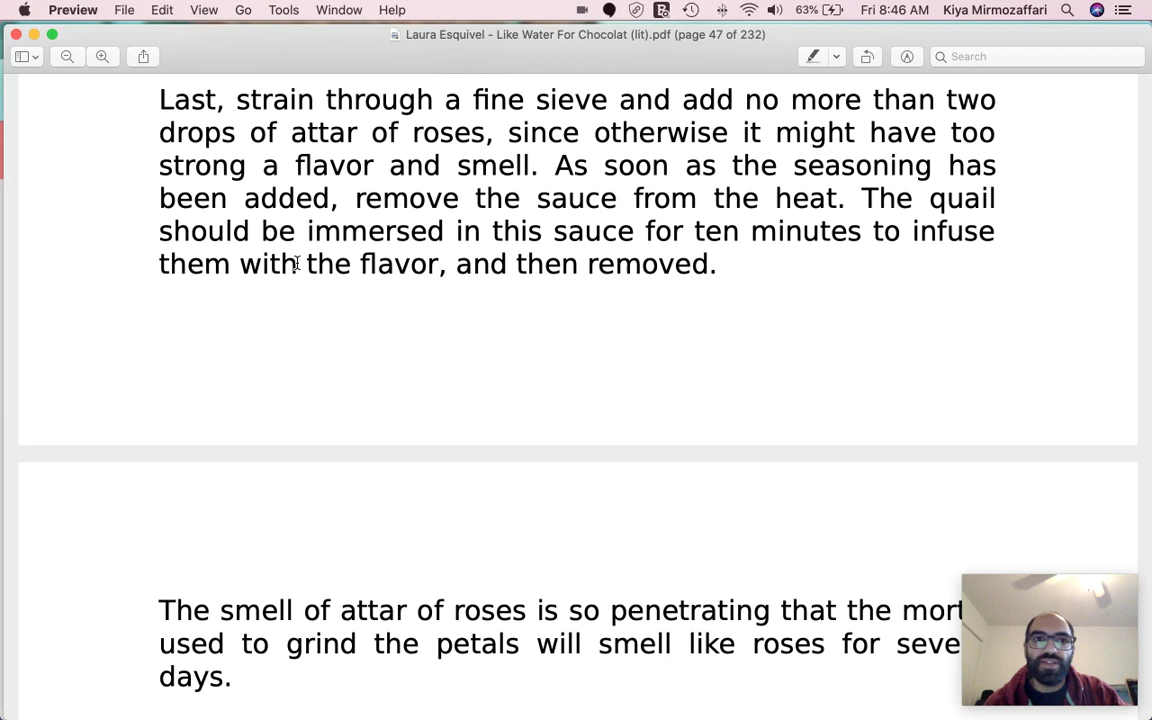 Preview File Edit View Go Tools Window Help 63% Fri 8:46 AM Kiya Mirmozaffari
Laura Esquivel - Like Water For Chocolat (lit).pdf (page 47 of 232)
Search
Last, strain through a fine sieve and add no more than two
drops of attar of roses, since otherwise it might have too
strong a flavor and smell. As soon as the seasoning has
been added, remove the sauce from the heat. The quail
should be immersed in this sauce for ten minutes to infuse
them with the flavor, and then removed.
The smell of attar of roses is so penetrating that the mort
used to grind the petals will smell like roses for seve
days.